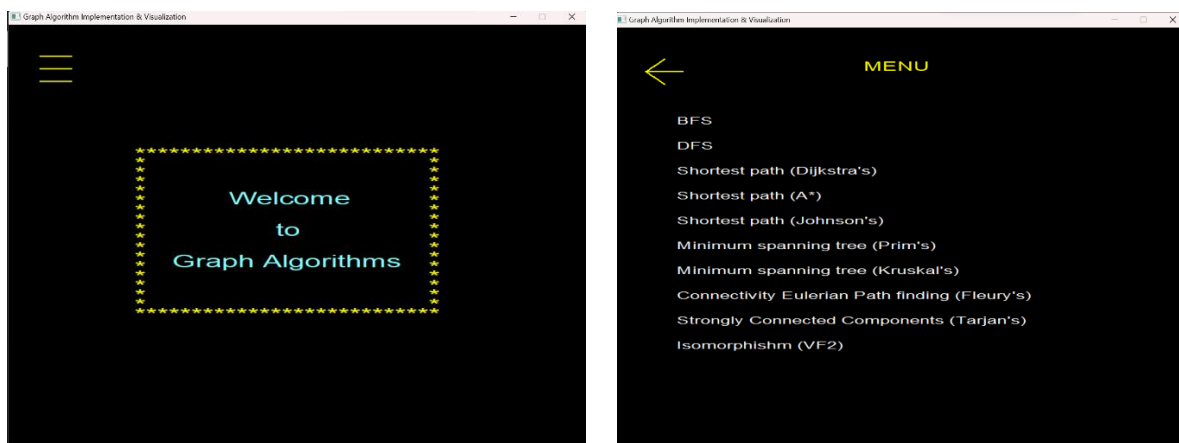 Graph Algorithm Implementation & Visualization
***************************
Welcome
to
Graph Algorithms
***************************
Graph Algorithm Implementation & Visualization
MENU
BFS
DFS
Shortest path (Dijkstra's)
Shortest path (A*)
Shortest path (Johnson's)
Minimum spanning tree (Prim's)
Minimum spanning tree (Kruskal's)
Connectivity Eulerian Path finding (Fleury's)
Strongly Connected Components (Tarjan's)
Isomorphishm (VF2)